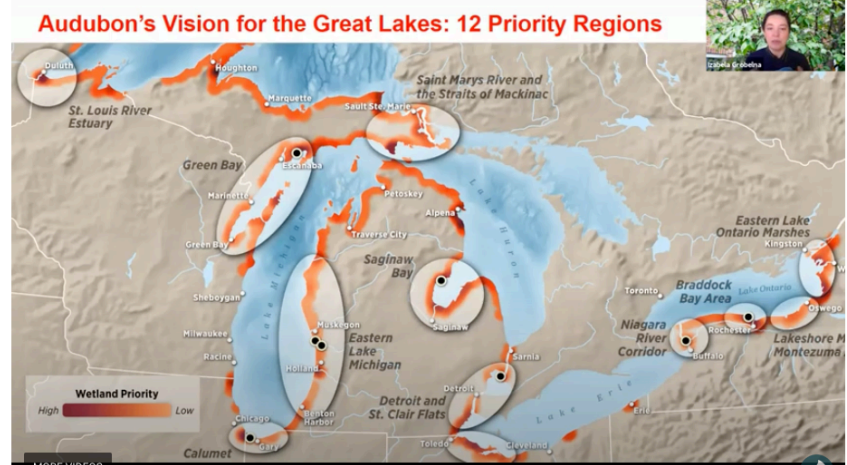 Audubon's Vision for the Great Lakes: 12 Priority Regions
Izabela Grobelna
Duluth
St. Louis River
Estuary
Houghton
Marquette
Sault Ste. Marie
Saint Marys River and
the Straits of Mackinac
Green Bay
Escanaba
Marinette
Green Bay
Petoskey
Alpena
Traverse City
Lake Huron
Lake Michigan
Saginaw
Bay
Saginaw
Sheboygan
Milwaukee
Racine
Muskegon
Holland
Eastern
Lake
Michigan
Benton
Harbor
Chicago
Gary
Calumet
Sarnia
Detroit
Detroit and
St. Clair Flats
Toledo
Cleveland
Lake Erie
Erie
Toronto
Niagara
River
Corridor
Buffalo
Braddock
Bay Area
Lake Ontario
Rochester
Eastern Lake
Ontario Marshes
Kingston
W
Oswego
Lakeshore M
Montezuma
Wetland Priority
High
Low
MORE VIDEOS